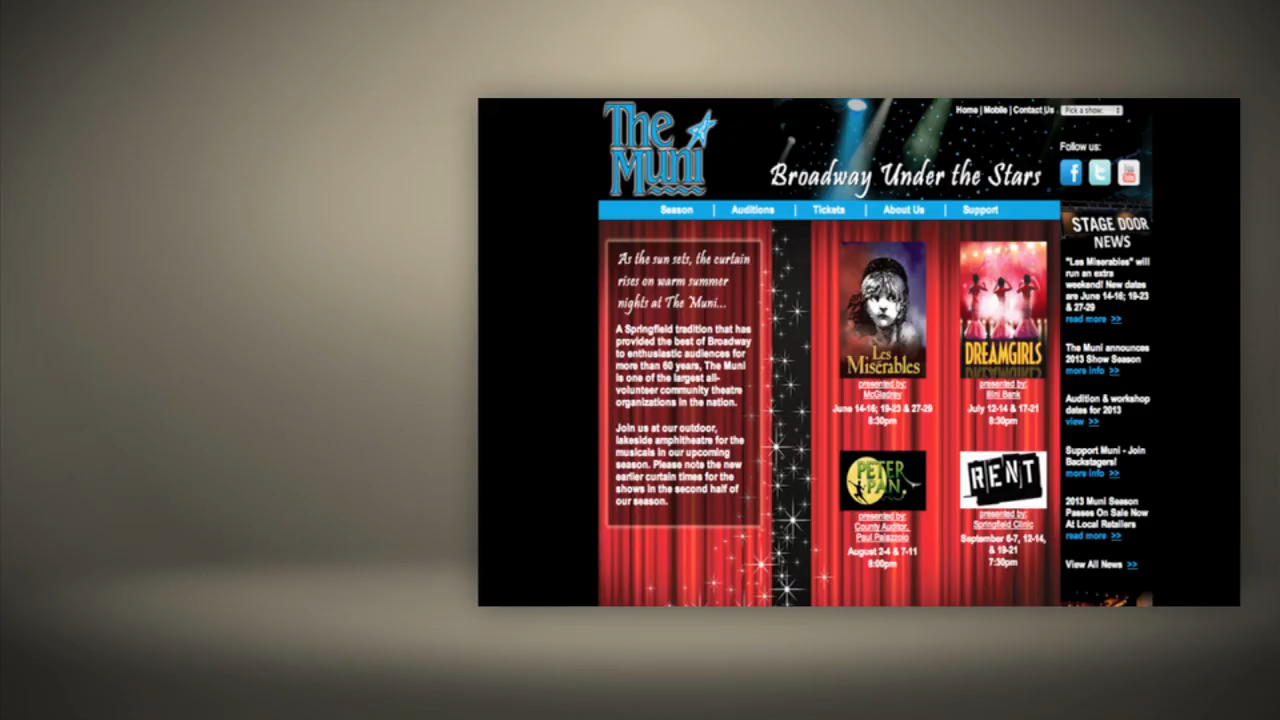 The
Muni
Home | Mobile | Contact Us
Pick a show:
Broadway Under the Stars
Follow us:
Season | Auditions | Tickets | About Us | Support
As the sun sets, the curtain
rises on warm summer
nights at The Muni...
A Springfield tradition that has
provided the best of Broadway
to enthusiastic audiences for
more than 60 years, The Muni
is one of the largest all-
volunteer community theatre
organizations in the nation.
Join us at our outdoor,
lakeside amphitheatre for the
musicals in our upcoming
season. Please note the new
earlier curtain times for the
shows in the second half of
our season.
Les
Misérables
presented by:
McGladrey
June 14-16; 19-23 & 27-29
8:30pm
DREAMGIRLS
presented by:
Illini Bank
July 12-14 & 17-21
8:30pm
PETER
PAN
presented by:
County Auditor,
Paul Palazzolo
August 2-4 & 7-11
8:00pm
RENT
presented by:
Springfield Clinic
September 6-7, 12-14,
& 19-21
7:30pm
STAGE DOOR
NEWS
"Les Miserables" will
run an extra
weekend! New dates
are June 14-16; 19-23
& 27-29
read more >>
The Muni announces
2013 Show Season
more info >>
Audition & workshop
dates for 2013
view >>
Support Muni - Join
Backstagers!
more info >>
2013 Muni Season
Passes On Sale Now
At Local Retailers
read more >>
View All News >>